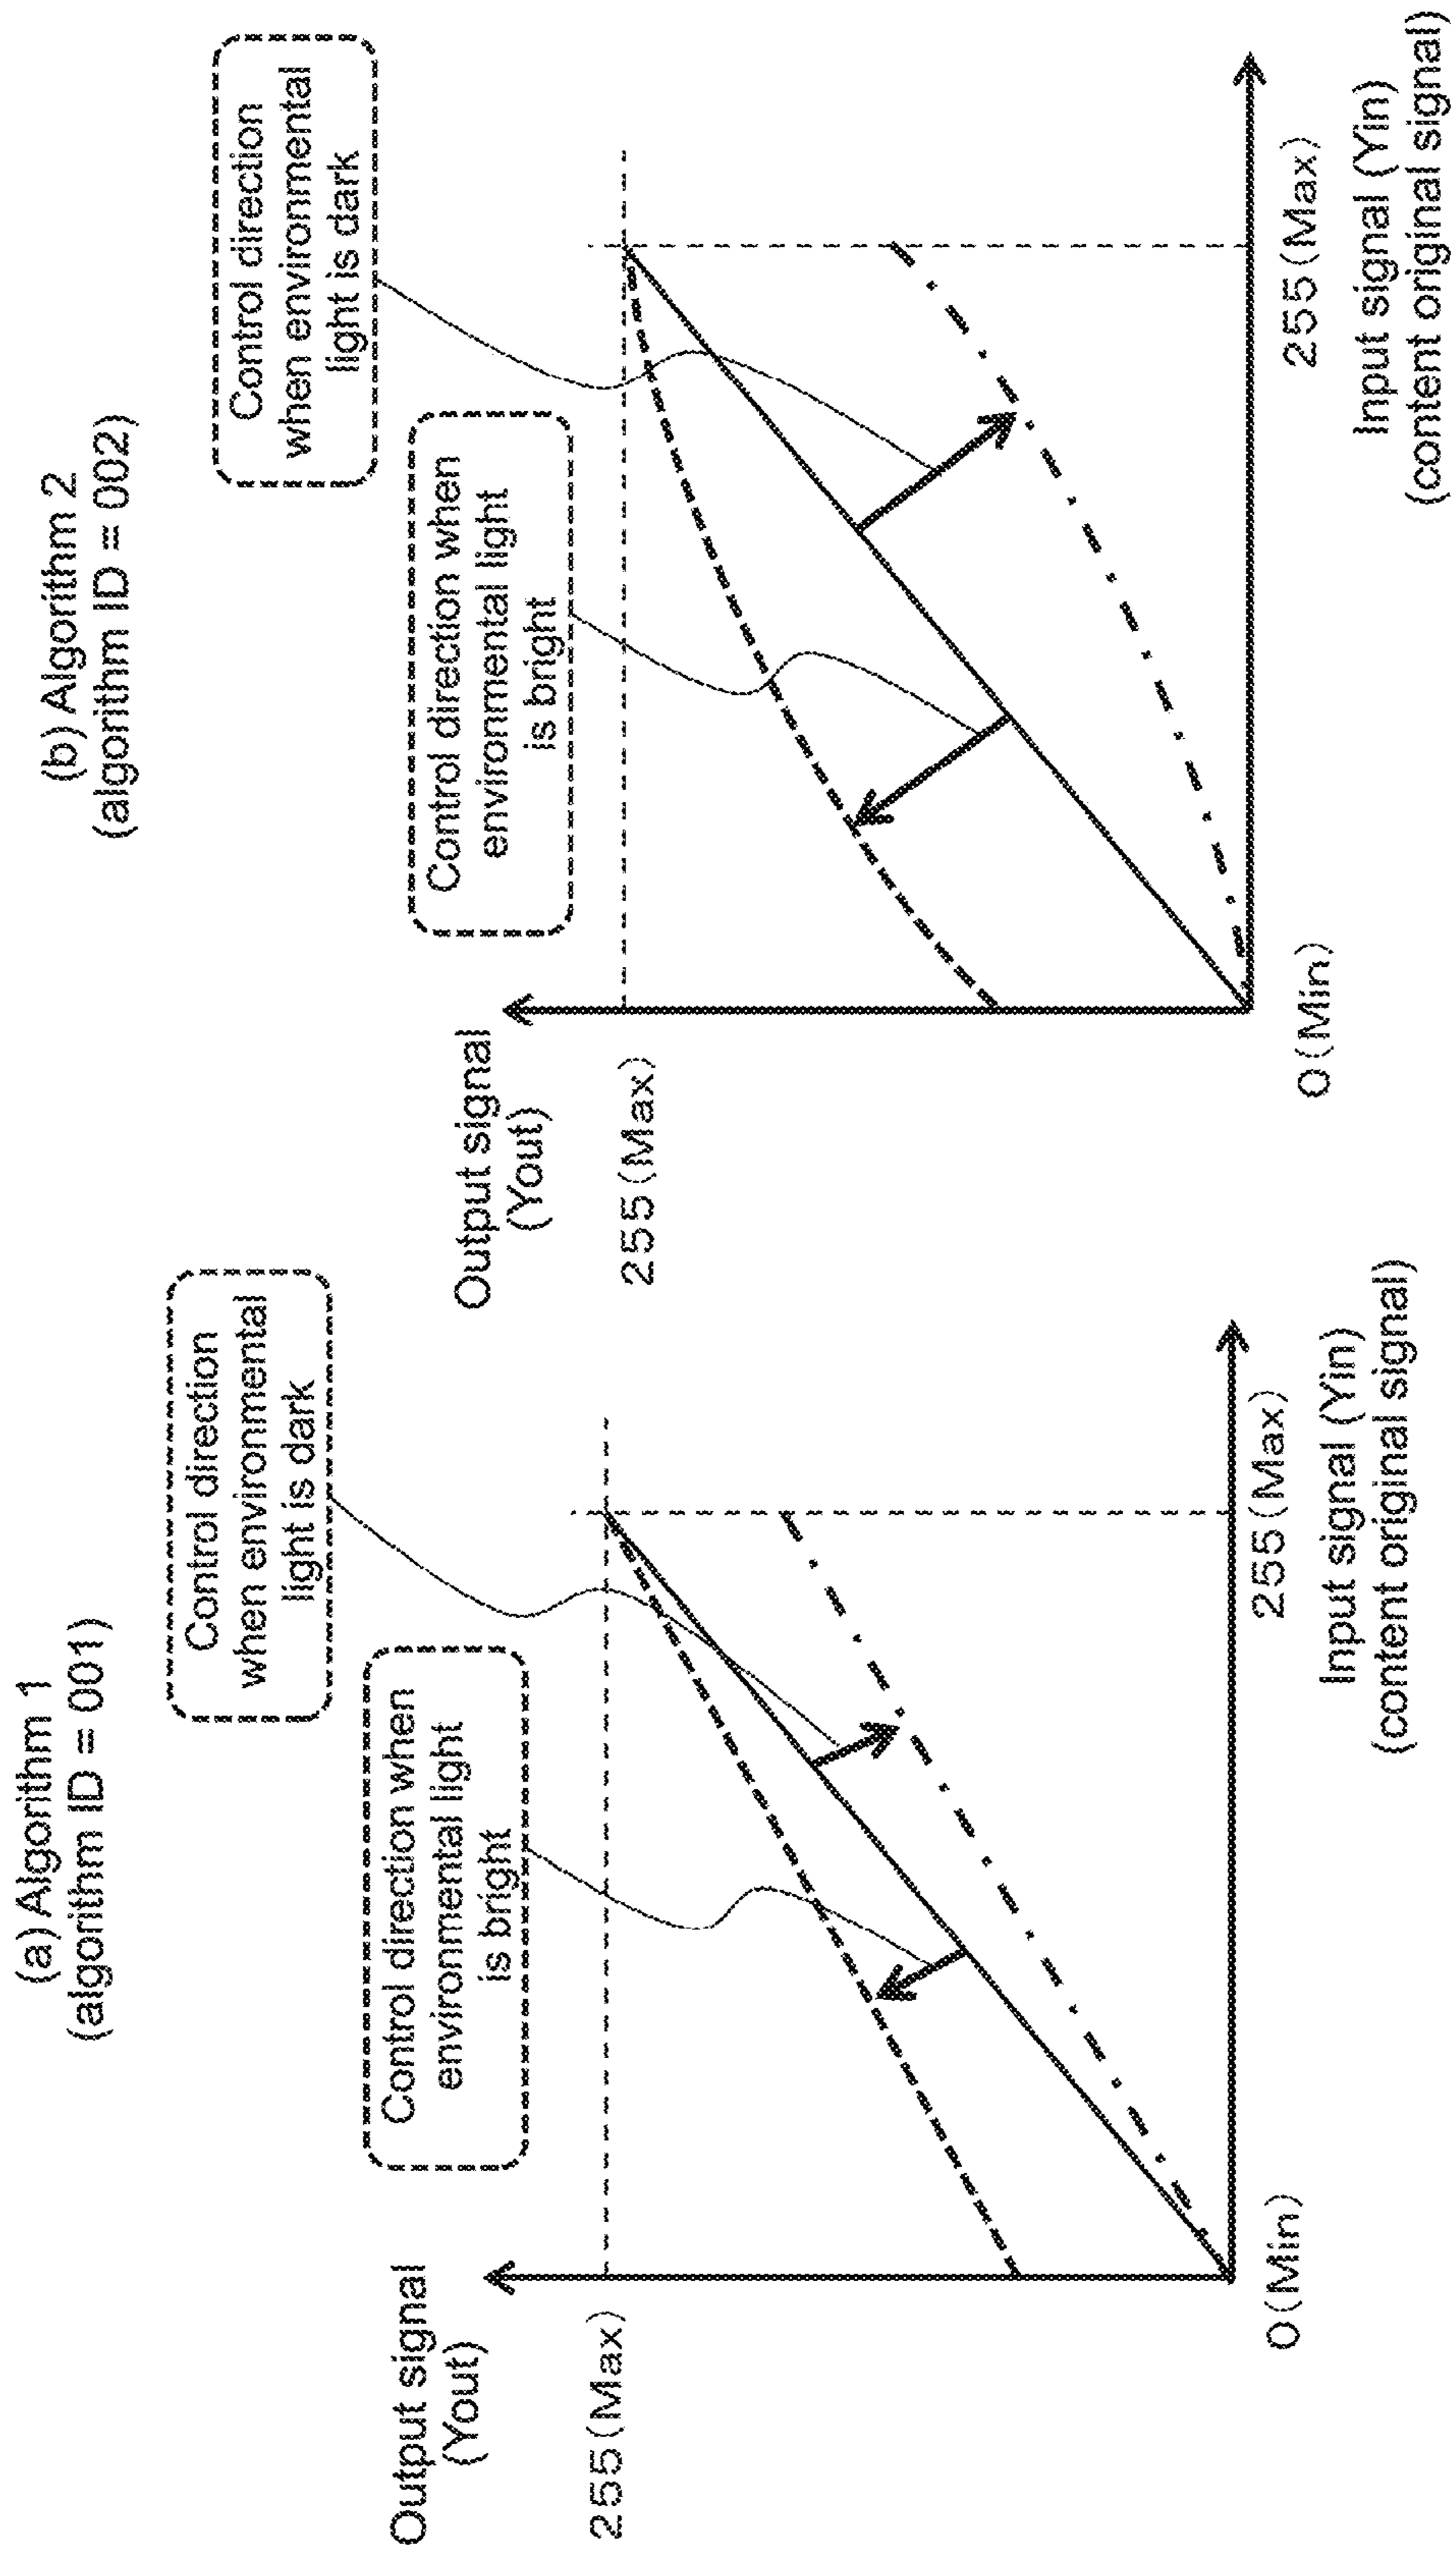 (a) Algorithm 1
(algorithm ID = 001)
Control direction
when environmental
light is dark
Control direction when
environmental light
is bright
Output signal
(Yout)
255(Max)
0(Min)
255(Max)
Input signal (Yin)
(content original signal)
(b) Algorithm 2
(algorithm ID = 002)
Control direction
when environmental
light is dark
Control direction when
environmental light
is bright
Output signal
(Yout)
255(Max)
0(Min)
255(Max)
Input signal (Yin)
(content original signal)